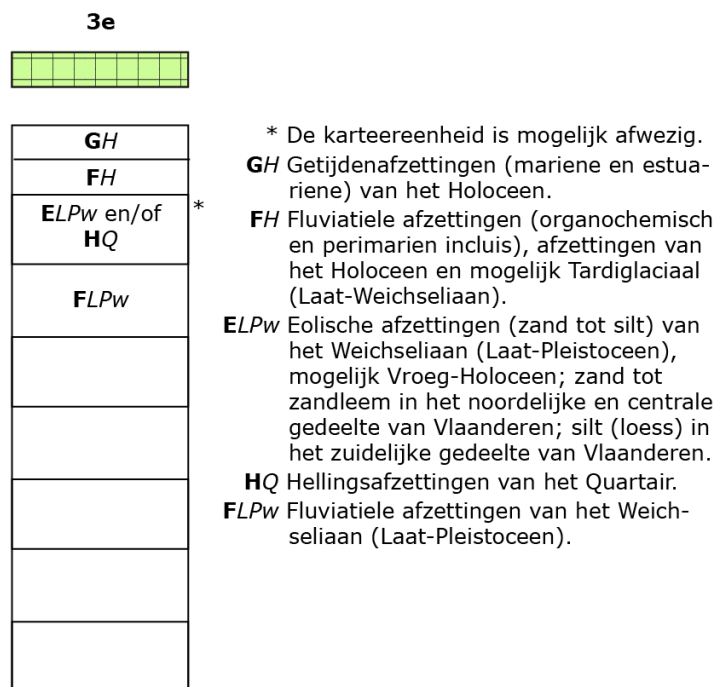 3e
GH
FH
ELPw en/of *
HQ
FLPw
* De karteereenheid is mogelijk afwezig.
GH Getijdenafzettingen (mariene en estua-
riene) van het Holoceen.
FH Fluviatiele afzettingen (organochemisch
en perimarien incluis), afzettingen van
het Holoceen en mogelijk Tardiglaciaal
(Laat-Weichseliaan).
ELPw Eolische afzettingen (zand tot silt) van
het Weichseliaan (Laat-Pleistoceen),
mogelijk Vroeg-Holoceen; zand tot
zandleem in het noordelijke en centrale
gedeelte van Vlaanderen; silt (loess) in
het zuidelijke gedeelte van Vlaanderen.
HQ Hellingsafzettingen van het Quartair.
FLPw Fluviatiele afzettingen van het Weich-
seliaan (Laat-Pleistoceen).